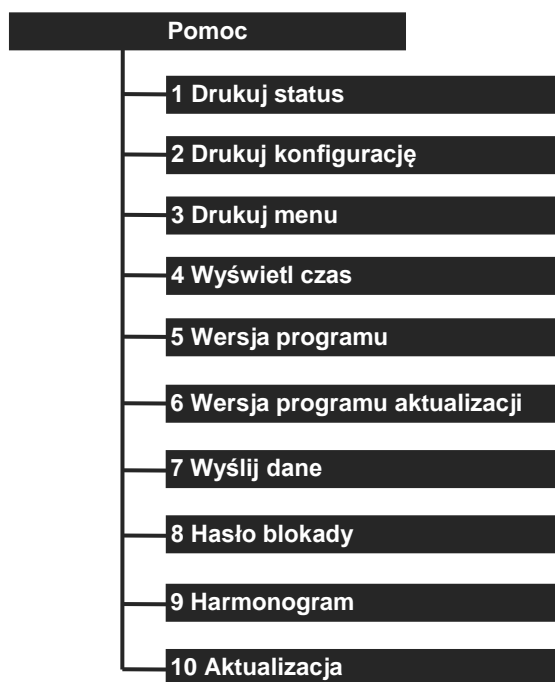 Pomoc
1 Drukuj status
2 Drukuj konfigurację
3 Drukuj menu
4 Wyświetl czas
5 Wersja programu
6 Wersja programu aktualizacji
7 Wyślij dane
8 Hasło blokady
9 Harmonogram
10 Aktualizacja